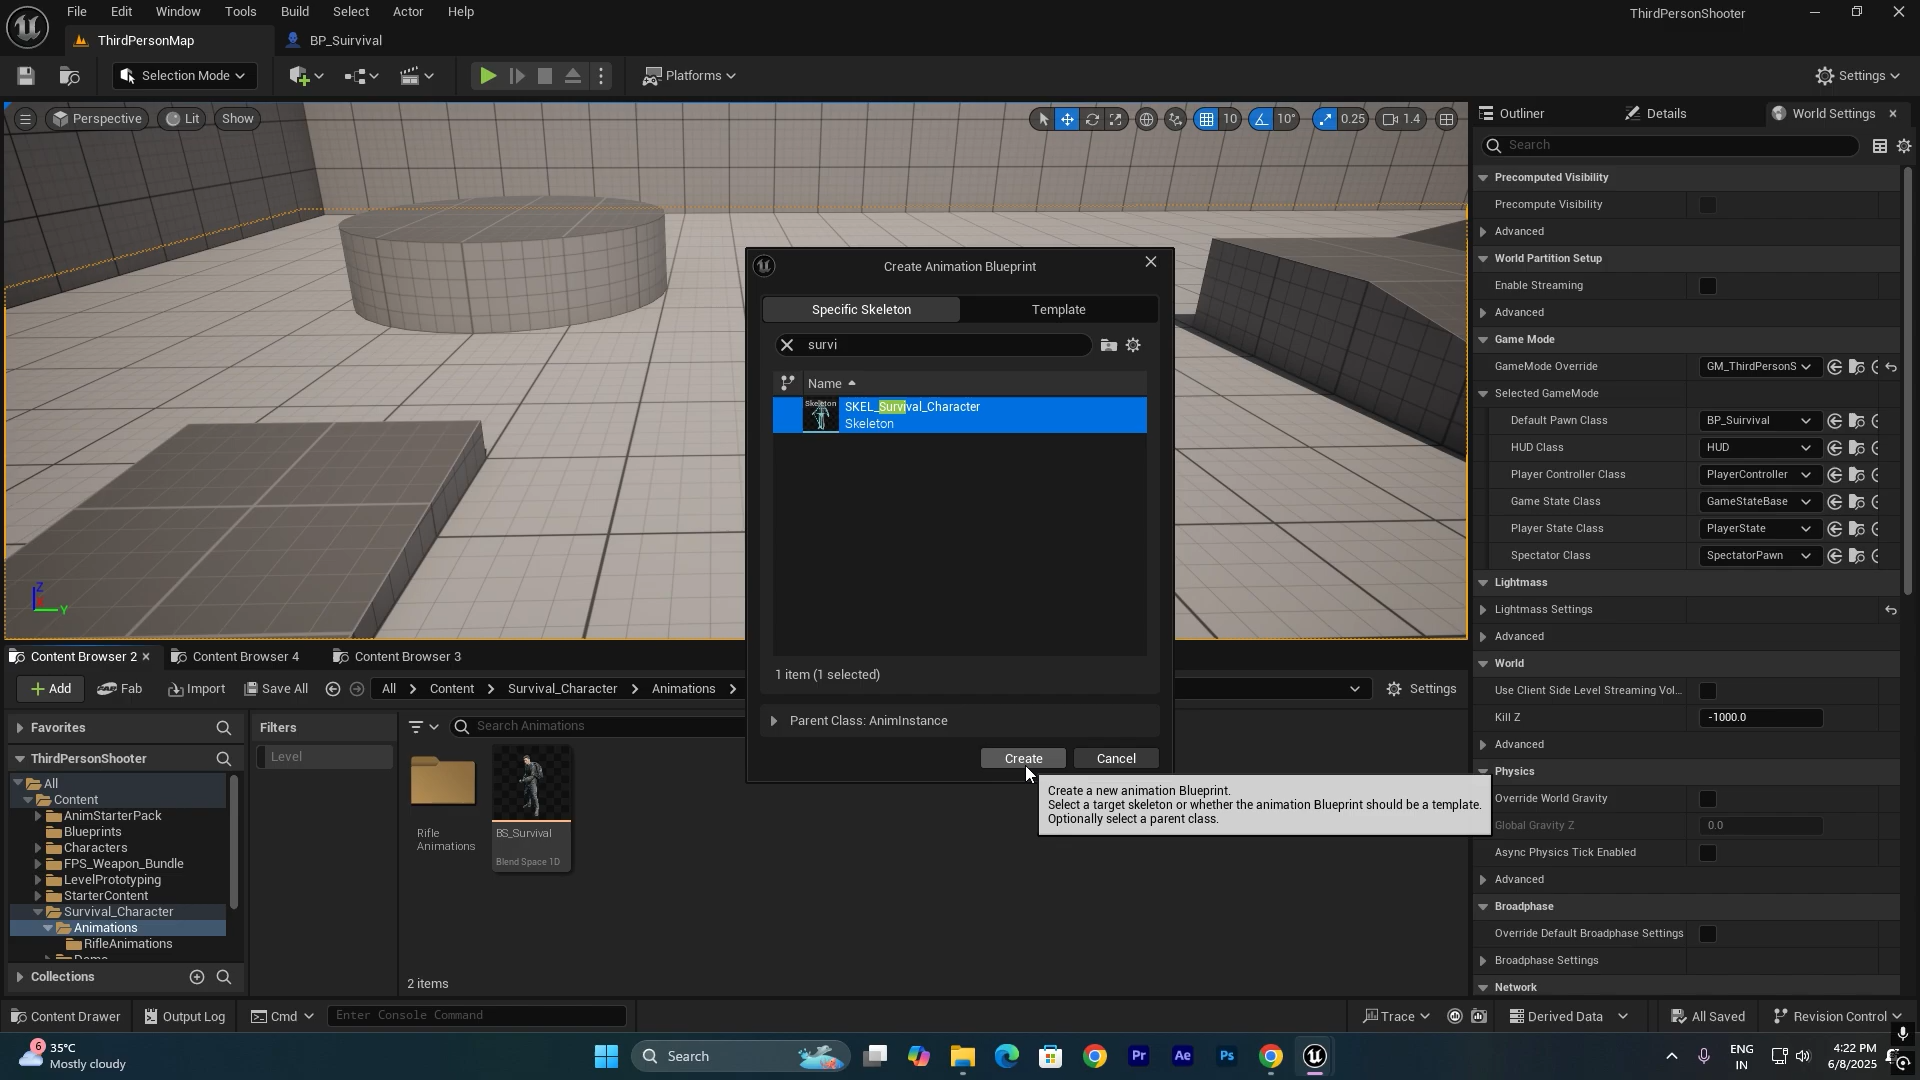 File Edit Window Tools Build Select Actor Help
ThirdPersonShooter
ThirdPersonMap
BP_Suirvival
Selection Mode
Platforms
Settings
Perspective
Lit
Show
10
10°
0.25
1.4
Outliner
Details
World Settings
Search
Precomputed Visibility
Precompute Visibility
Advanced
World Partition Setup
Enable Streaming
Advanced
Game Mode
GameMode Override
GM_ThirdPersonS
Selected GameMode
Default Pawn Class
BP_Suirvival
HUD Class
HUD
Player Controller Class
PlayerController
Game State Class
GameStateBase
Player State Class
PlayerState
Spectator Class
SpectatorPawn
Lightmass
Lightmass Settings
Advanced
World
Use Client Side Level Streaming Vol...
Kill Z
-1000.0
Advanced
Physics
Override World Gravity
Global Gravity Z
0.0
Async Physics Tick Enabled
Advanced
Broadphase
Override Default Broadphase Settings
Broadphase Settings
Network
Create Animation Blueprint
Specific Skeleton
Template
survi
Name
Skeleton
SKEL_Survival_Character
Skeleton
1 item (1 selected)
Parent Class: AnimInstance
Create
Cancel
Create a new animation Blueprint.
Select a target skeleton or whether the animation Blueprint should be a template.
Optionally select a parent class.
Z
Y
Content Browser 2
Content Browser 4
Content Browser 3
Add
Fab
Import
Save All
All
Content
Survival_Character
Animations
Settings
Favorites
ThirdPersonShooter
All
Content
AnimStarterPack
Blueprints
Characters
FPS_Weapon_Bundle
LevelPrototyping
StarterContent
Survival_Character
Animations
RifleAnimations
Demo
Collections
Filters
Level
Search Animations
Rifle
Animations
BS_Survival
Blend Space 1D
2 items
Content Drawer
Output Log
Cmd
Enter Console Command
Trace
Derived Data
All Saved
Revision Control
6
35°C
Mostly cloudy
Search
Pr
Ae
Ps
ENG
IN
4:22 PM
6/8/2025